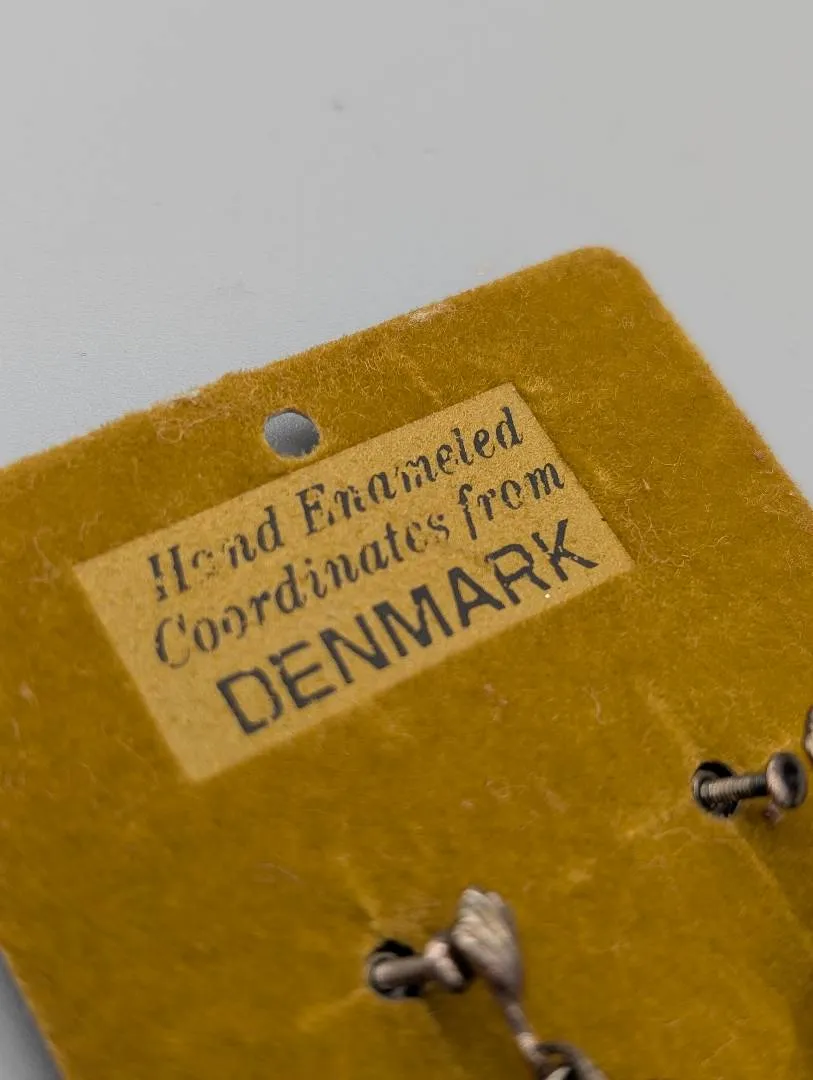 Hand Enameled
Coordinates from
DENMARK